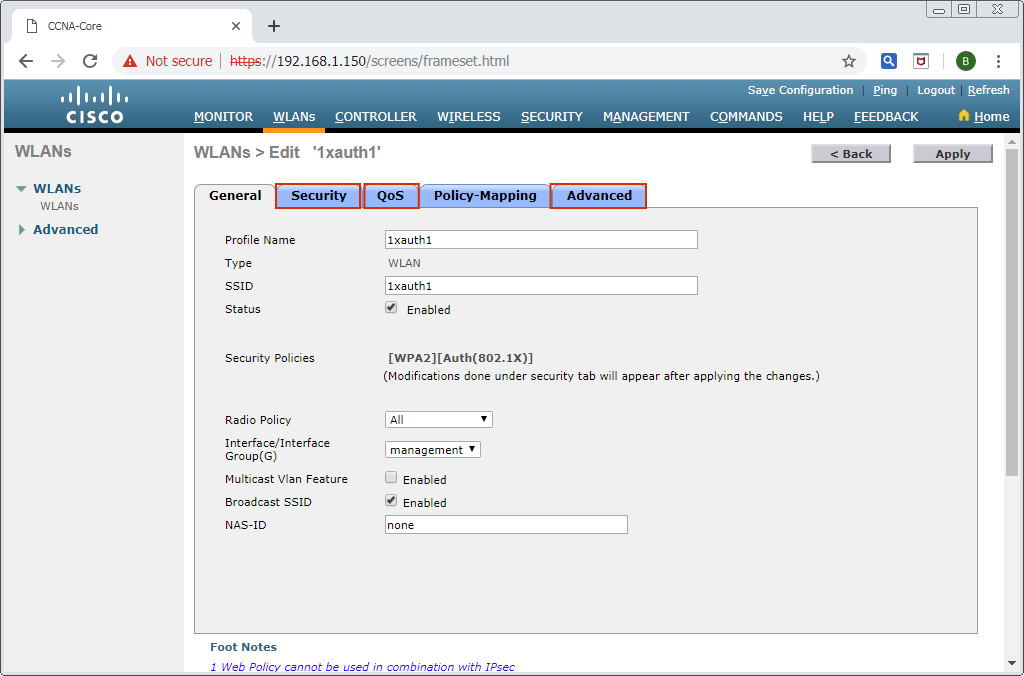 CCNA-Core
Not secure https://192.168.1.150/screens/frameset.html B
Save Configuration | Ping | Logout | Refresh
CISCO
MONITOR WLANs CONTROLLER WIRELESS SECURITY MANAGEMENT COMMANDS HELP FEEDBACK Home
WLANs
WLANs
WLANs
Advanced
WLANs > Edit '1xauth1'
< Back Apply
General Security QoS Policy-Mapping Advanced
Profile Name 1xauth1
Type WLAN
SSID 1xauth1
Status Enabled
Security Policies [WPA2][Auth(802.1X)]
(Modifications done under security tab will appear after applying the changes.)
Radio Policy All
Interface/Interface
Group(G) management
Multicast Vlan Feature Enabled
Broadcast SSID Enabled
NAS-ID none
Foot Notes
1 Web Policy cannot be used in combination with IPsec